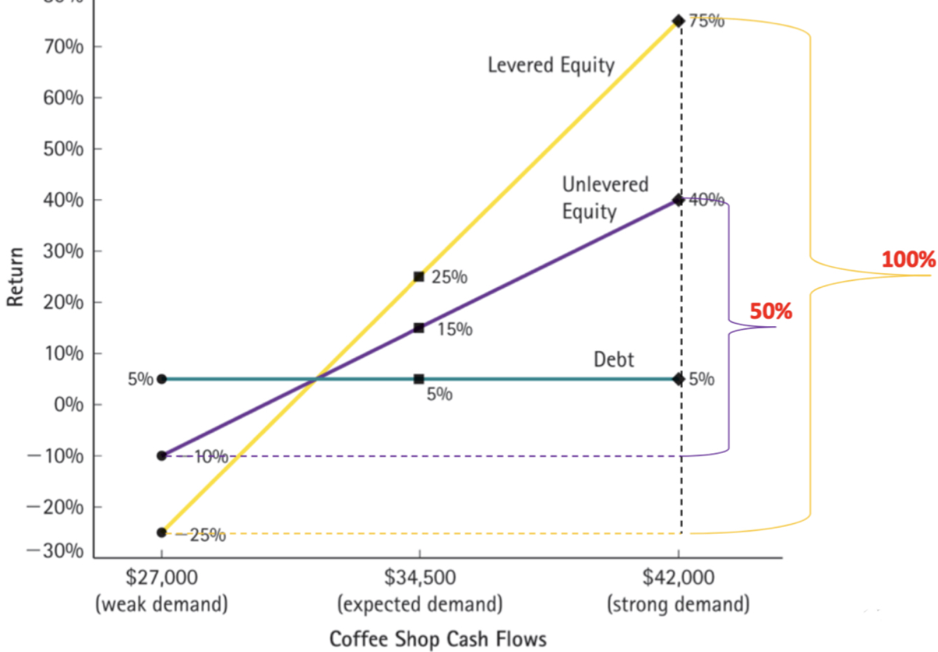 70%
60%
50%
40%
30%
20%
10%
0%
−10%
−20%
−30%
Return
Levered Equity
Unlevered
Equity
Debt
75%
40%
5%
25%
15%
5%
5%
−10%
−25%
100%
50%
$27,000
(weak demand)
$34,500
(expected demand)
$42,000
(strong demand)
Coffee Shop Cash Flows